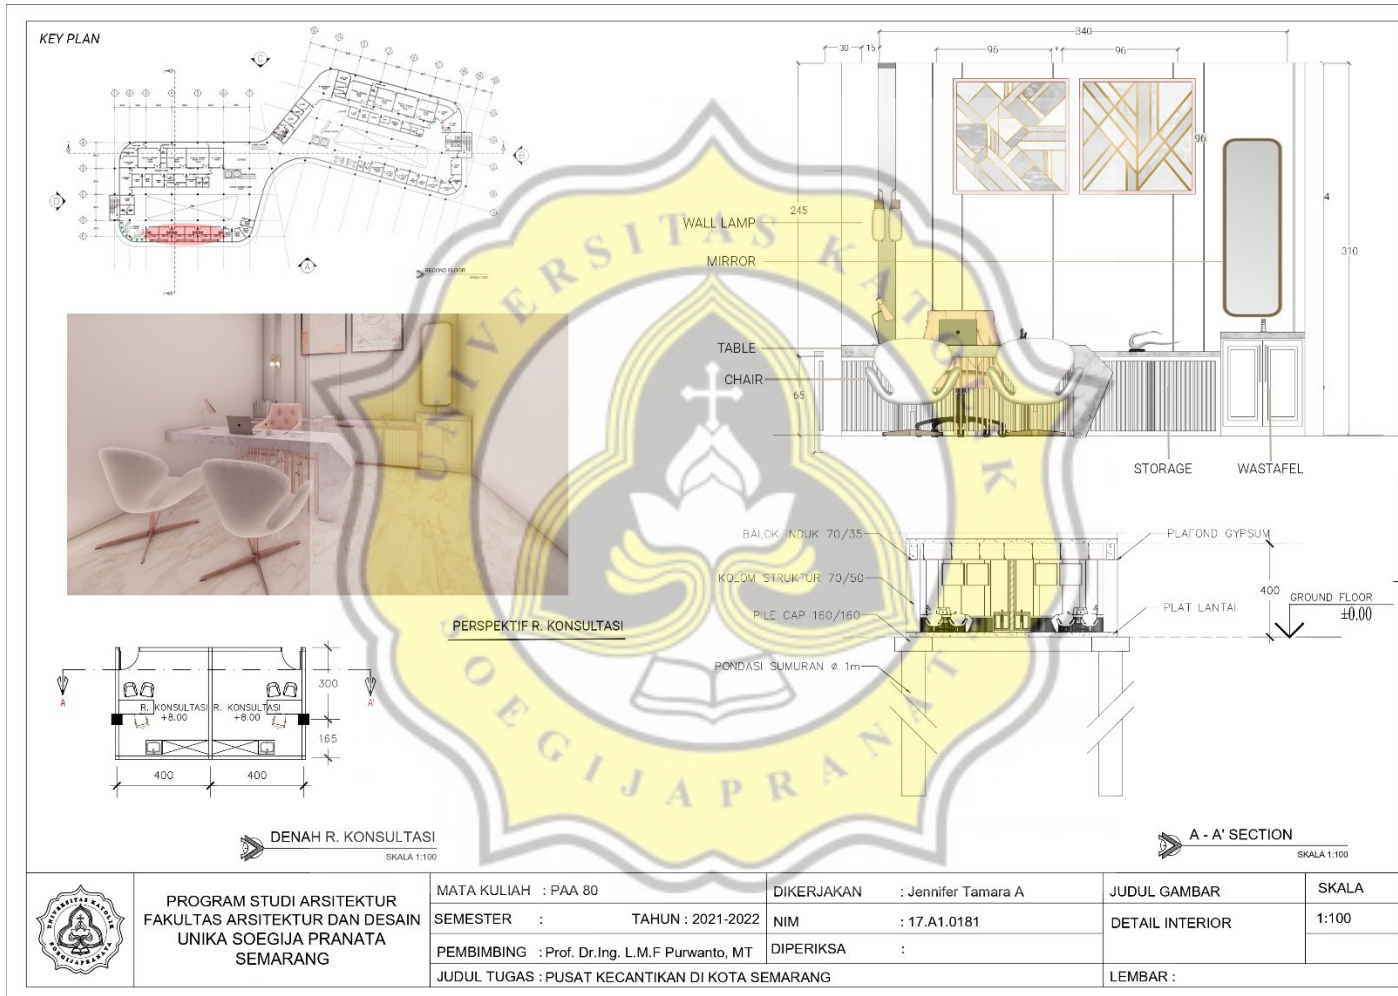 KEY PLAN
C
B
D
A
SECOND FLOOR
340
30
15
96
96
96
245
4
310
65
WALL LAMP
MIRROR
TABLE
CHAIR
STORAGE
WASTAFEL
UNIVERSITAS KATOLIK
SOEGIJAPRANATA
PERSPEKTIF R. KONSULTASI
BALOK INDUK 70/35
KOLOM STRUKTUR 70/50
PILE CAP 160/160
PONDASI SUMURAN ø 1m
PLAFOND GYPSUM
PLAT LANTAI
400
GROUND FLOOR
±0.00
A
A'
R. KONSULTASI
+8.00
R. KONSULTASI
+8.00
300
165
400
400
DENAH R. KONSULTASI
SKALA 1:100
A - A' SECTION
SKALA 1:100
PROGRAM STUDI ARSITEKTUR
FAKULTAS ARSITEKTUR DAN DESAIN
UNIKA SOEGIJA PRANATA
SEMARANG
MATA KULIAH : PAA 80
SEMESTER : TAHUN : 2021-2022
PEMBIMBING : Prof. Dr.Ing. L.M.F Purwanto, MT
JUDUL TUGAS : PUSAT KECANTIKAN DI KOTA SEMARANG
DIKERJAKAN : Jennifer Tamara A
NIM : 17.A1.0181
DIPERIKSA :
JUDUL GAMBAR
DETAIL INTERIOR
LEMBAR :
SKALA
1:100